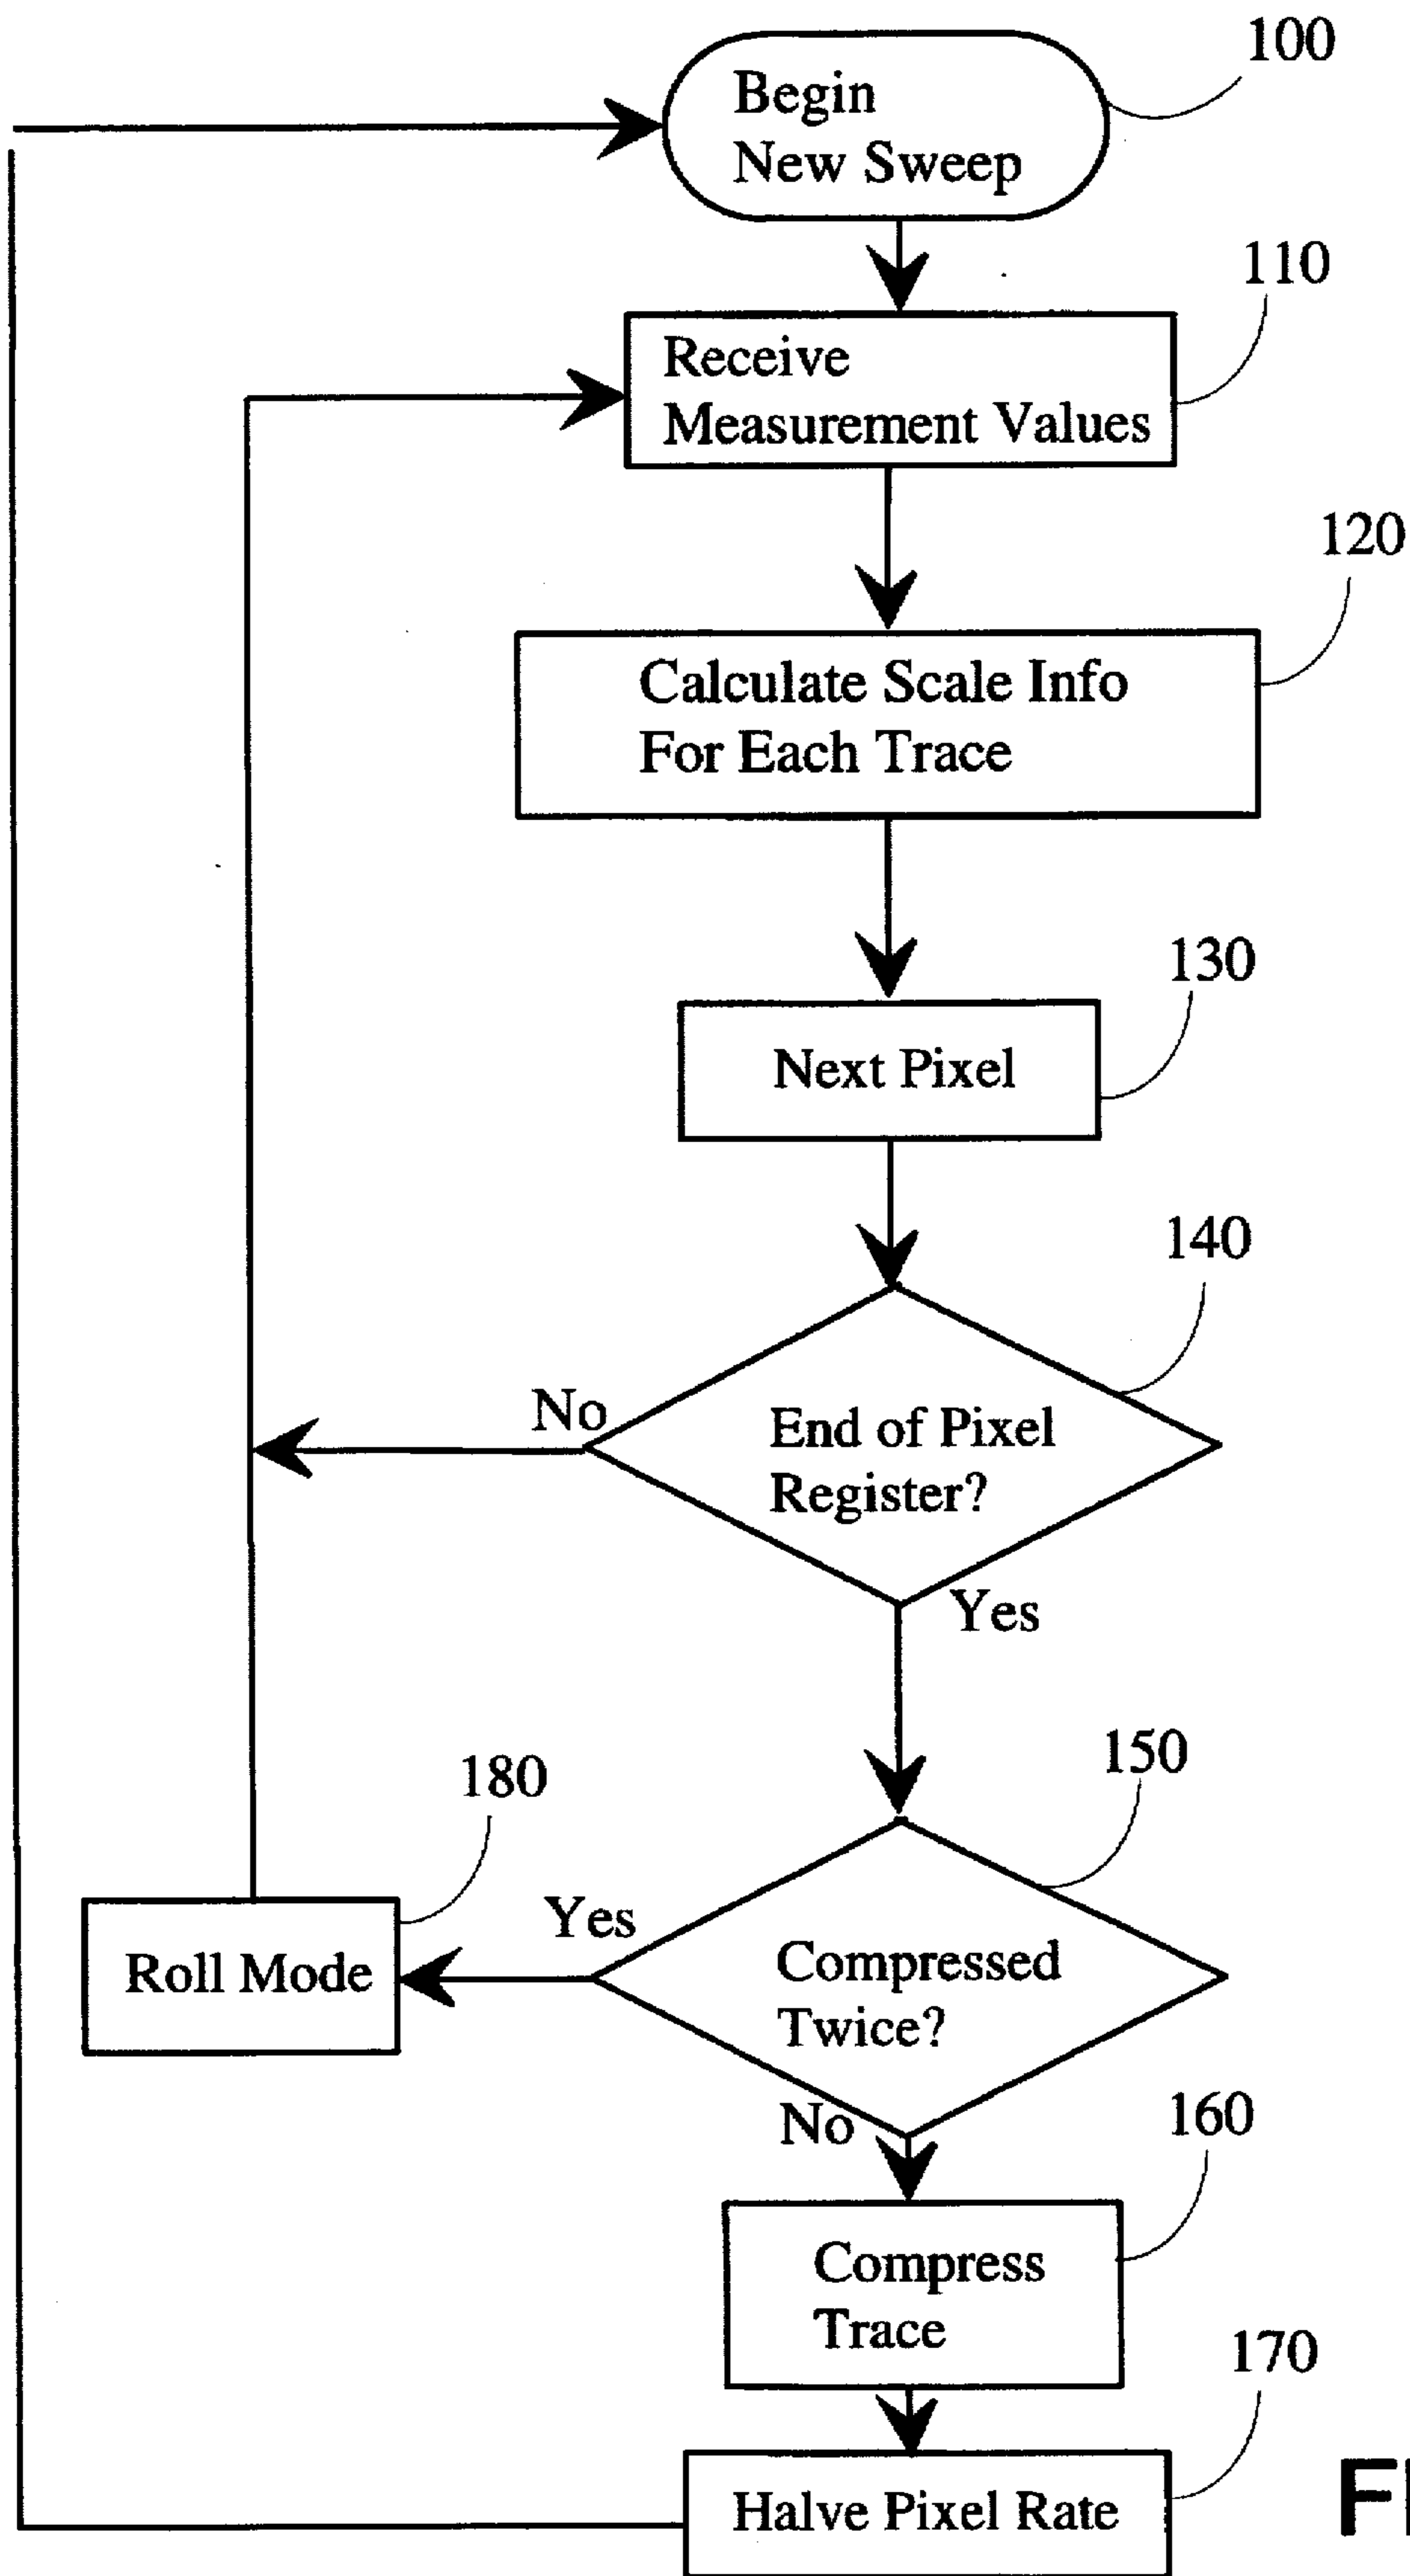 100
Begin
New Sweep
110
Receive
Measurement Values
120
Calculate Scale Info
For Each Trace
130
Next Pixel
140
No
End of Pixel
Register?
Yes
150
180
Yes
Compressed
Twice?
Roll Mode
No
160
Compress
Trace
170
Halve Pixel Rate